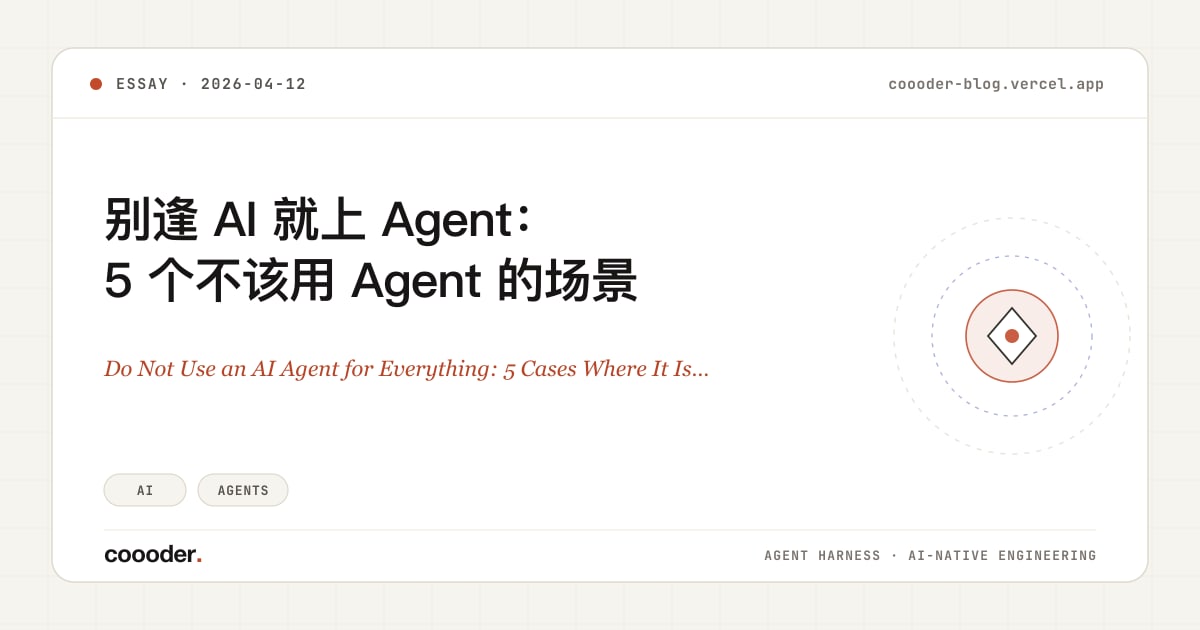 ESSAY · 2026-04-12
coooder-blog.vercel.app
别逢 AI 就上 Agent：
5 个不该用 Agent 的场景
Do Not Use an AI Agent for Everything: 5 Cases Where It Is...
AI
AGENTS
coooder.
AGENT HARNESS · AI-NATIVE ENGINEERING